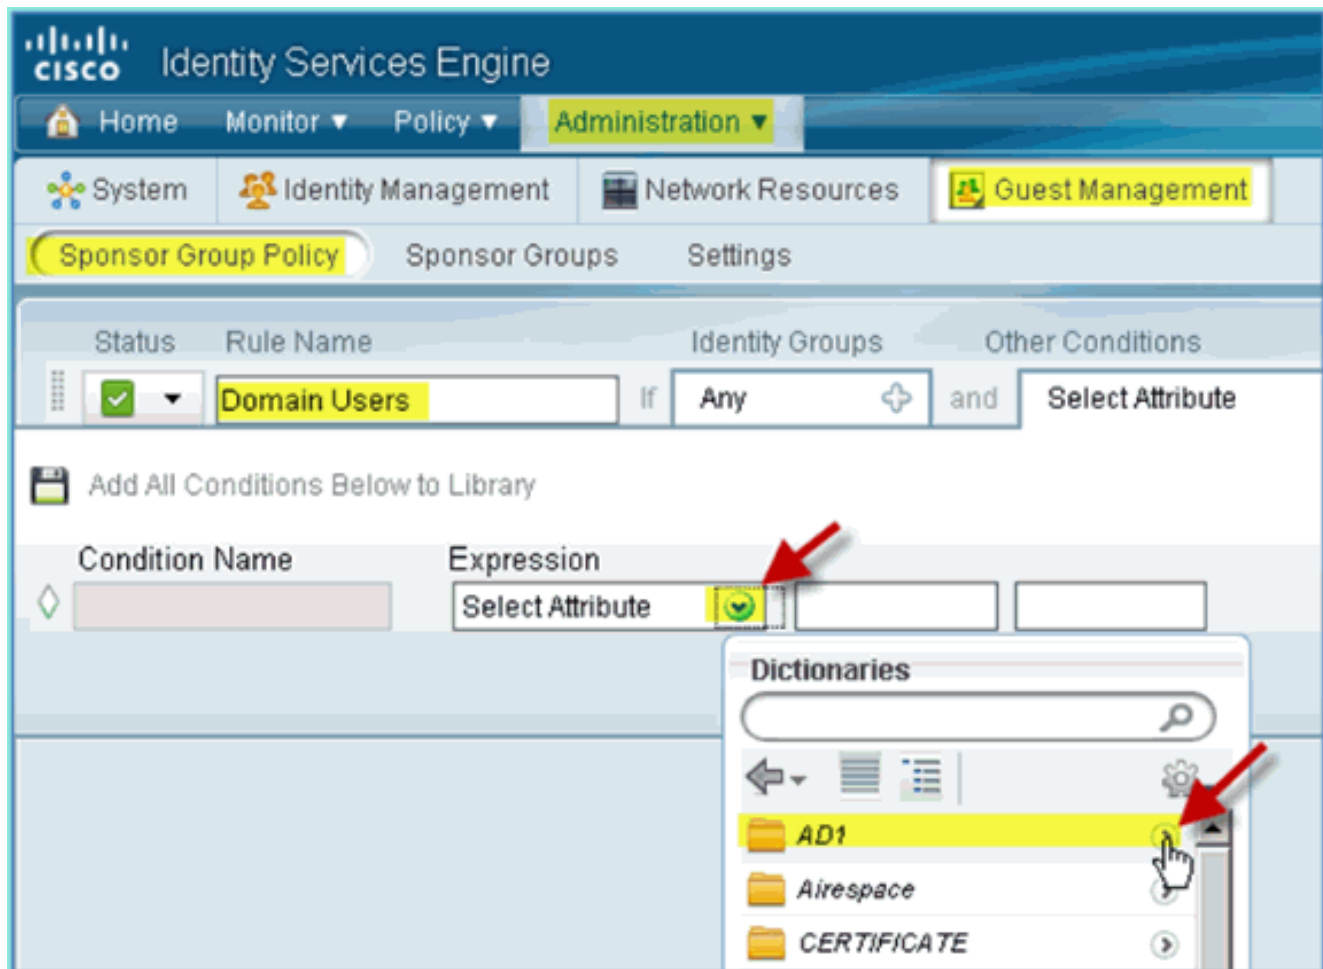 CISCO Identity Services Engine
Home Monitor Policy Administration
System Identity Management Network Resources Guest Management
Sponsor Group Policy Sponsor Groups Settings
Status Rule Name Identity Groups Other Conditions
Domain Users If Any and Select Attribute
Add All Conditions Below to Library
Condition Name Expression
Select Attribute
Dictionaries
AD1
Airespace
CERTIFICATE